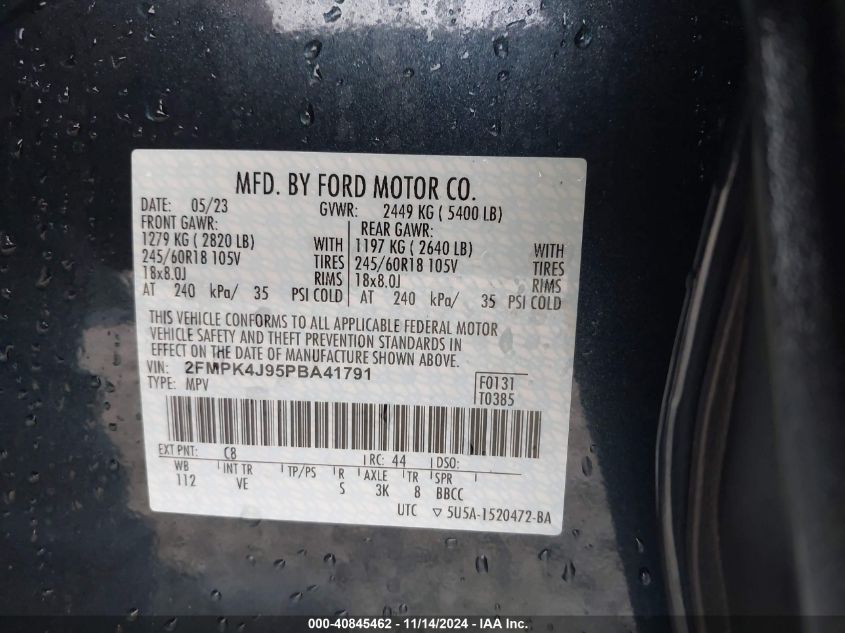 MFD. BY FORD MOTOR CO.
DATE: 05/23 GVWR: 2449 KG ( 5400 LB)
FRONT GAWR: REAR GAWR:
1279 KG ( 2820 LB) WITH 1197 KG ( 2640 LB) WITH
245/60R18 105V TIRES 245/60R18 105V TIRES
18x8.0J RIMS 18x8.0J RIMS
AT 240 kPa/ 35 PSI COLD AT 240 kPa/ 35 PSI COLD
THIS VEHICLE CONFORMS TO ALL APPLICABLE FEDERAL MOTOR
VEHICLE SAFETY AND THEFT PREVENTION STANDARDS IN
EFFECT ON THE DATE OF MANUFACTURE SHOWN ABOVE.
VIN: 2FMPK4J95PBA41791
TYPE: MPV F0131
T0385
EXT PNT: C8 RC: 44 DSO:
WB INT TR TP/PS R AXLE TR SPR
112 VE S 3K 8 BBCC
UTC ▽ 5U5A-1520472-BA
000-40845462 - 11/14/2024 - IAA Inc.